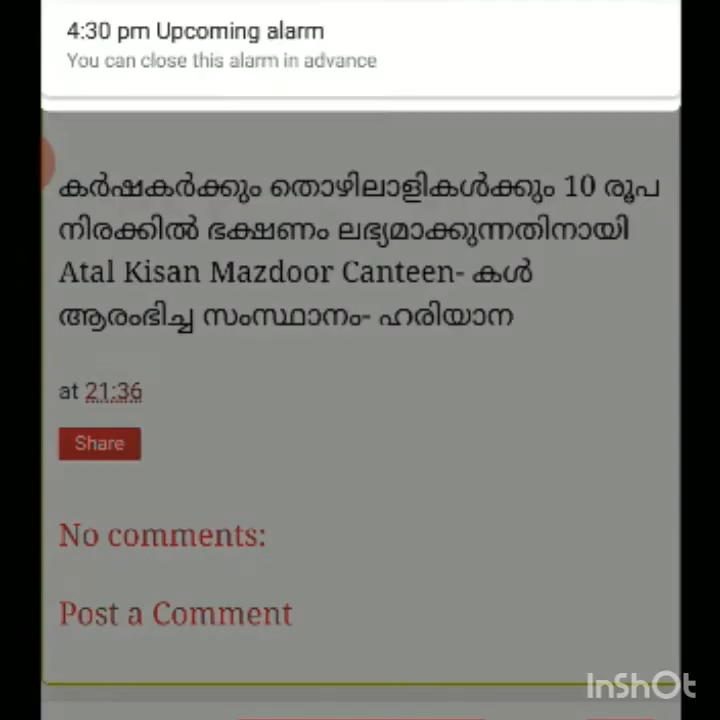 4:30 pm Upcoming alarm
You can close this alarm in advance
കർഷകർക്കും തൊഴിലാളികൾക്കും 10 രൂപ
നിരക്കിൽ ഭക്ഷണം ലഭ്യമാക്കുന്നതിനായി
Atal Kisan Mazdoor Canteen- കൾ
ആരംഭിച്ച സംസ്ഥാനം- ഹരിയാന
at 21:36
Share
No comments:
Post a Comment
InShOt